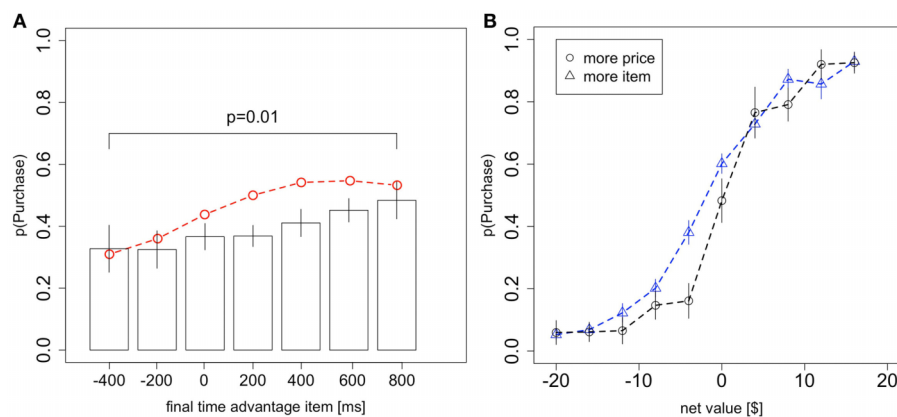 A
p(Purchase)
0.0 0.2 0.4 0.6 0.8 1.0
p=0.01
-400 -200 0 200 400 600 800
final time advantage item [ms]
B
p(Purchase)
0.0 0.2 0.4 0.6 0.8 1.0
more price
more item
-20 -10 0 10 20
net value [$]